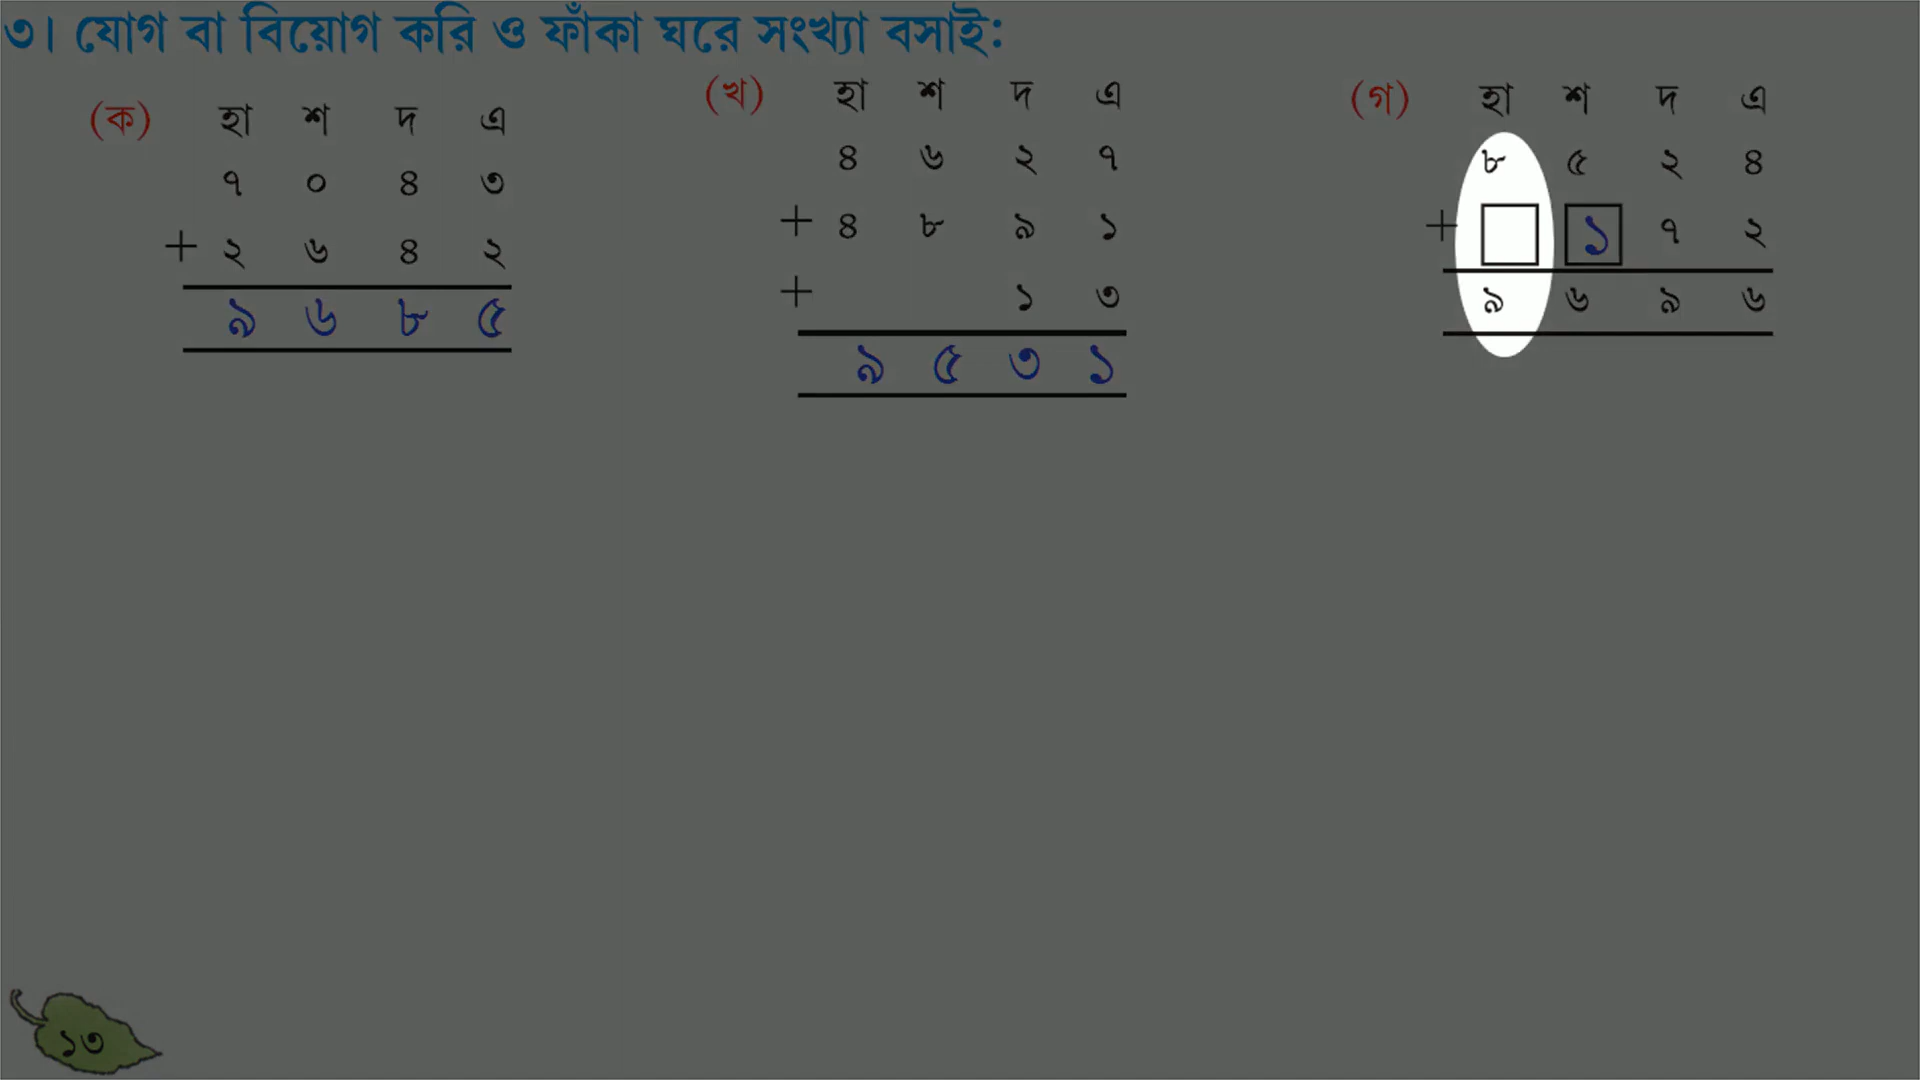 ৩। যোগ বা বিয়োগ করি ও ফাঁকা ঘরে সংখ্যা বসাই:
(ক) হা শ দ এ
৭ ০ ৪ ৩
+ ২ ৬ ৪ ২
৯ ৬ ৮ ৫
(খ) হা শ দ এ
৪ ৬ ২ ৭
+ ৪ ৮ ৯ ১
+ ১ ৩
৯ ৫ ৩ ১
(গ) হা শ দ এ
৮ ৫ ২ ৪
+ ১ ৭ ২
৯ ৬ ৯ ৬
১৩